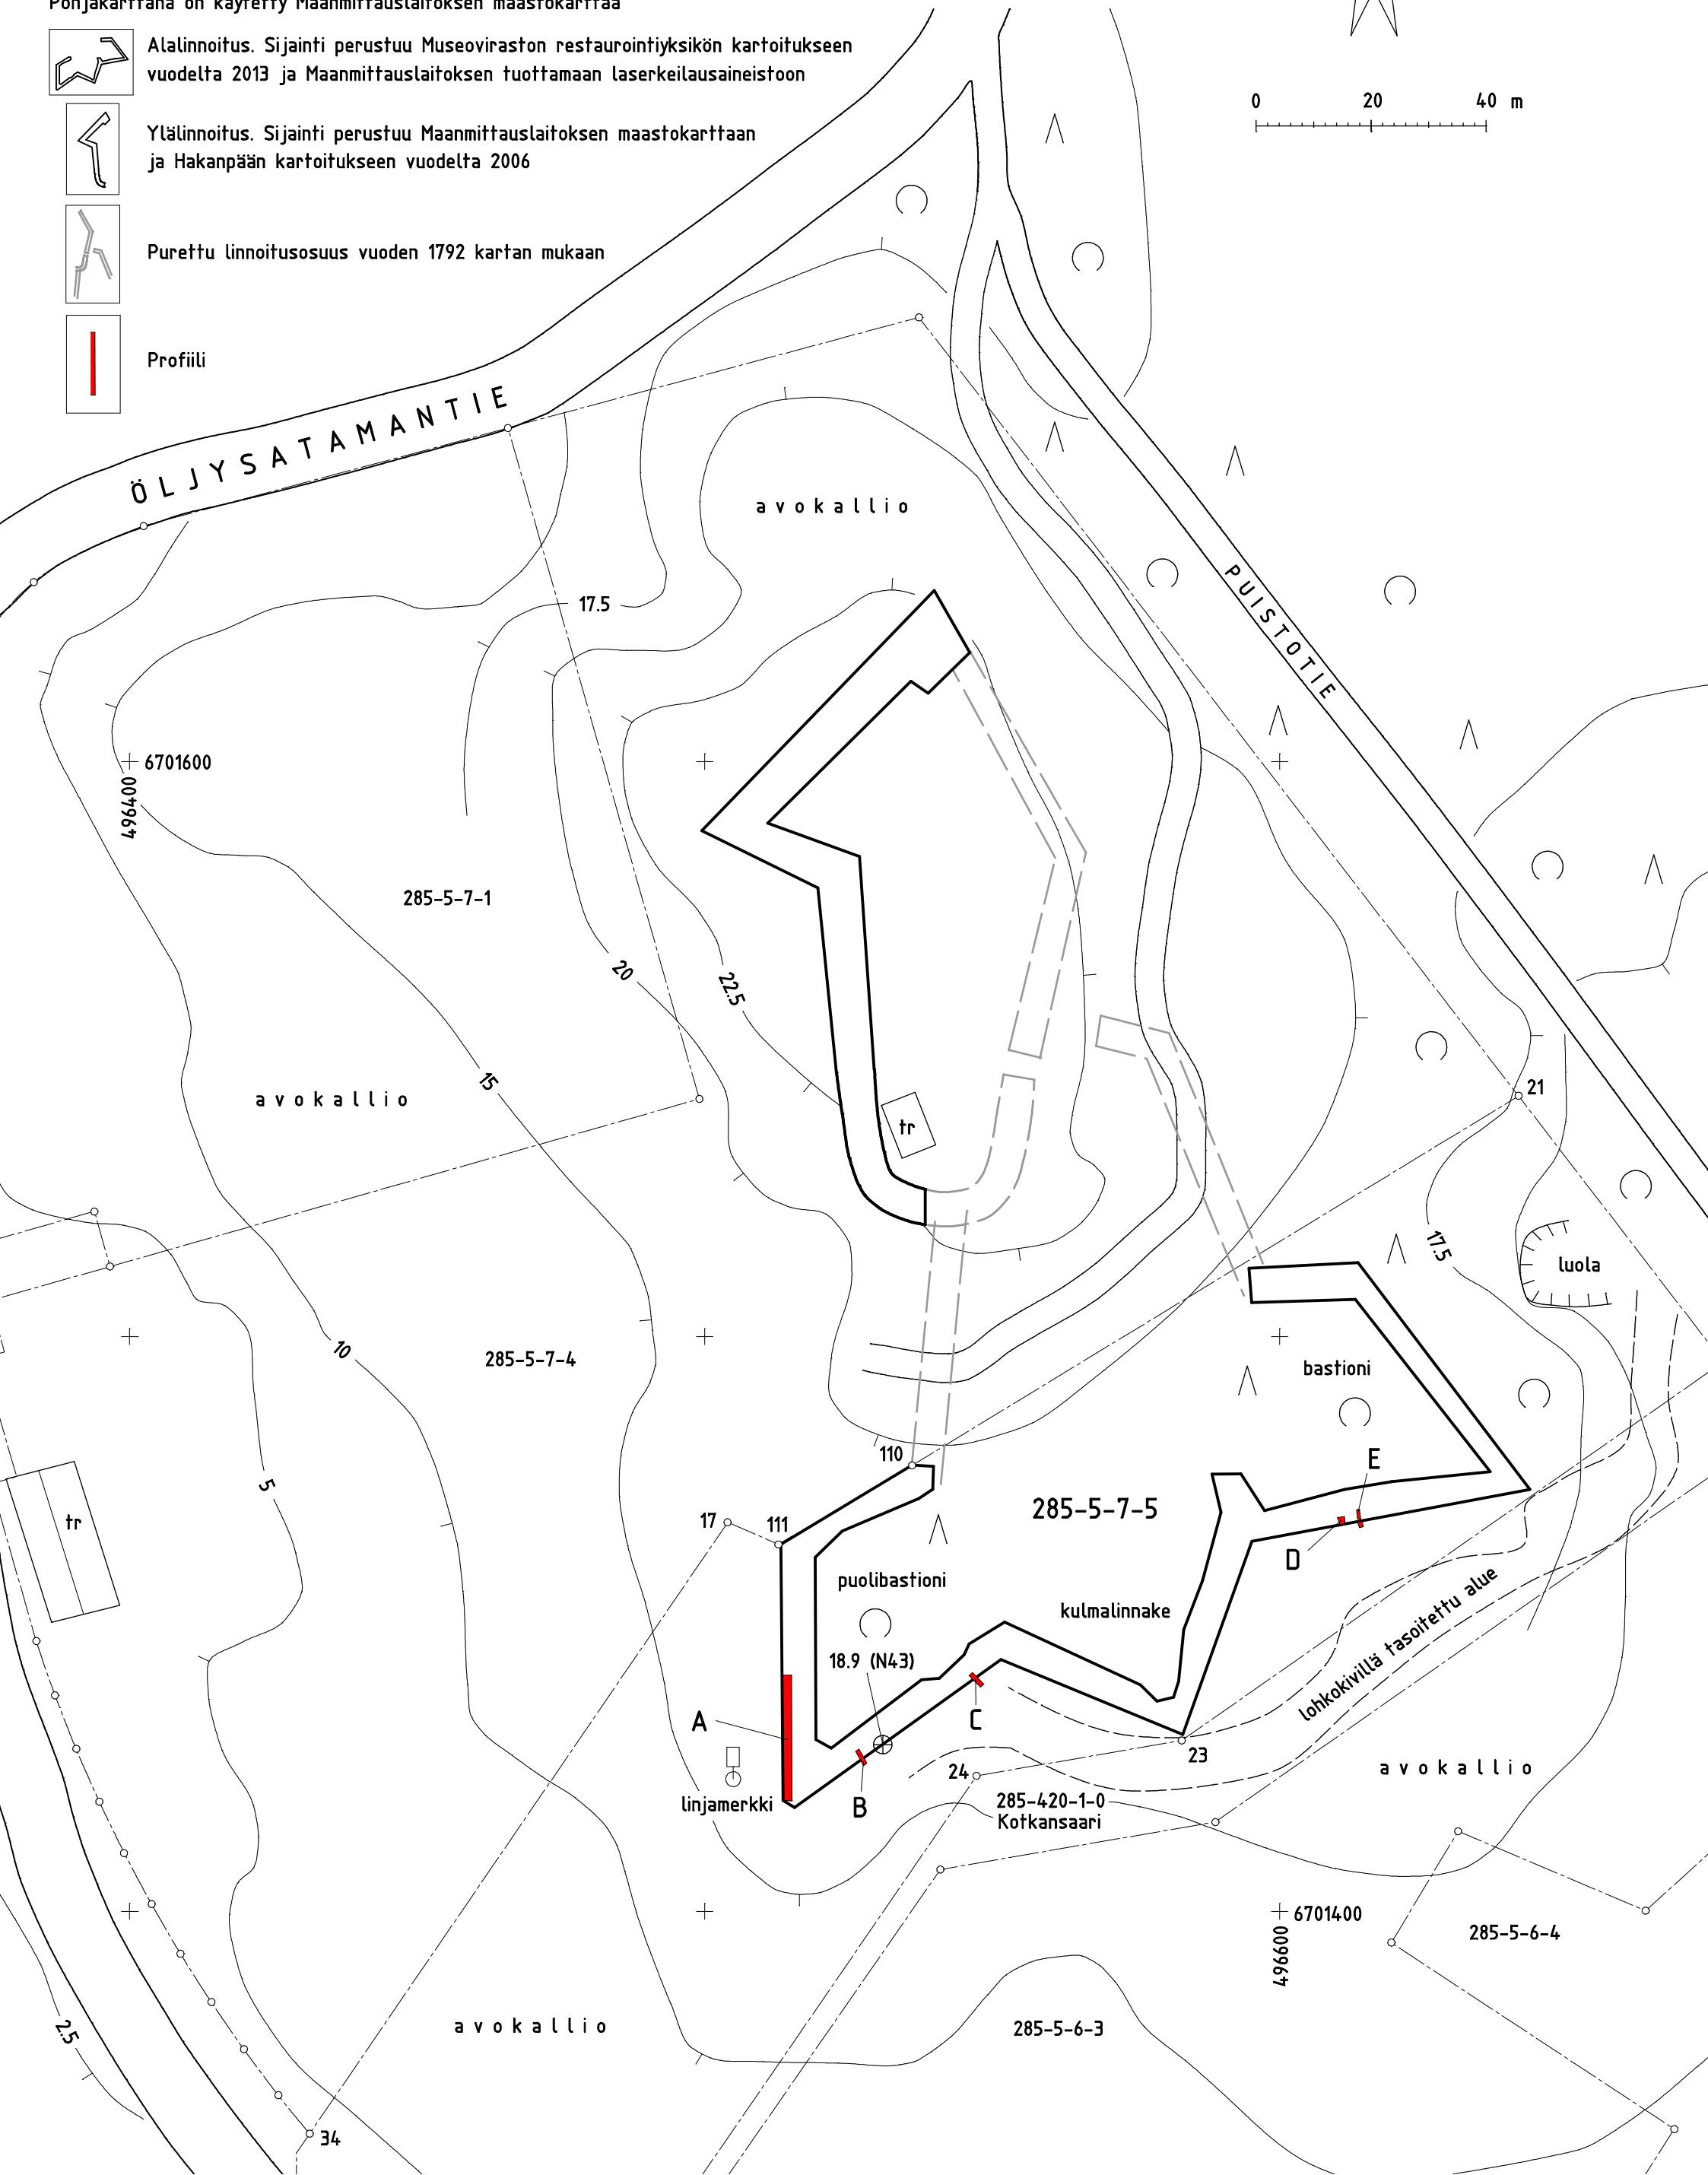 Pohjakarttana on käytetty Maanmittauslaitoksen maastokarttaa
Alalinnoitus. Sijainti perustuu Museoviraston restaurointiyksikön kartoitukseen
vuodelta 2013 ja Maanmittauslaitoksen tuottamaan laserkeilausaineistoon
0 20 40 m
Ylälinnoitus. Sijainti perustuu Maanmittauslaitoksen maastokarttaan
ja Hakanpään kartoitukseen vuodelta 2006
Purettu linnoitusosuus vuoden 1792 kartan mukaan
Profiili
ÖLJYSATAMANTIE
avokallio
PUISTOTIE
17.5
6701600
496400
285-5-7-1
20
22.5
15
avokallio
21
tr
17.5
luola
10
285-5-7-4
bastioni
110
E
5
285-5-7-5
tr
17
111
D
puolibastioni
lohkokivillä tasoitettu alue
kulmalinnake
18.9 (N43)
A
C
23
24
avokallio
linjamerkki
B
285-420-1-0
Kotkansaari
6701400
496600
285-5-6-4
2.5
avokallio
285-5-6-3
34